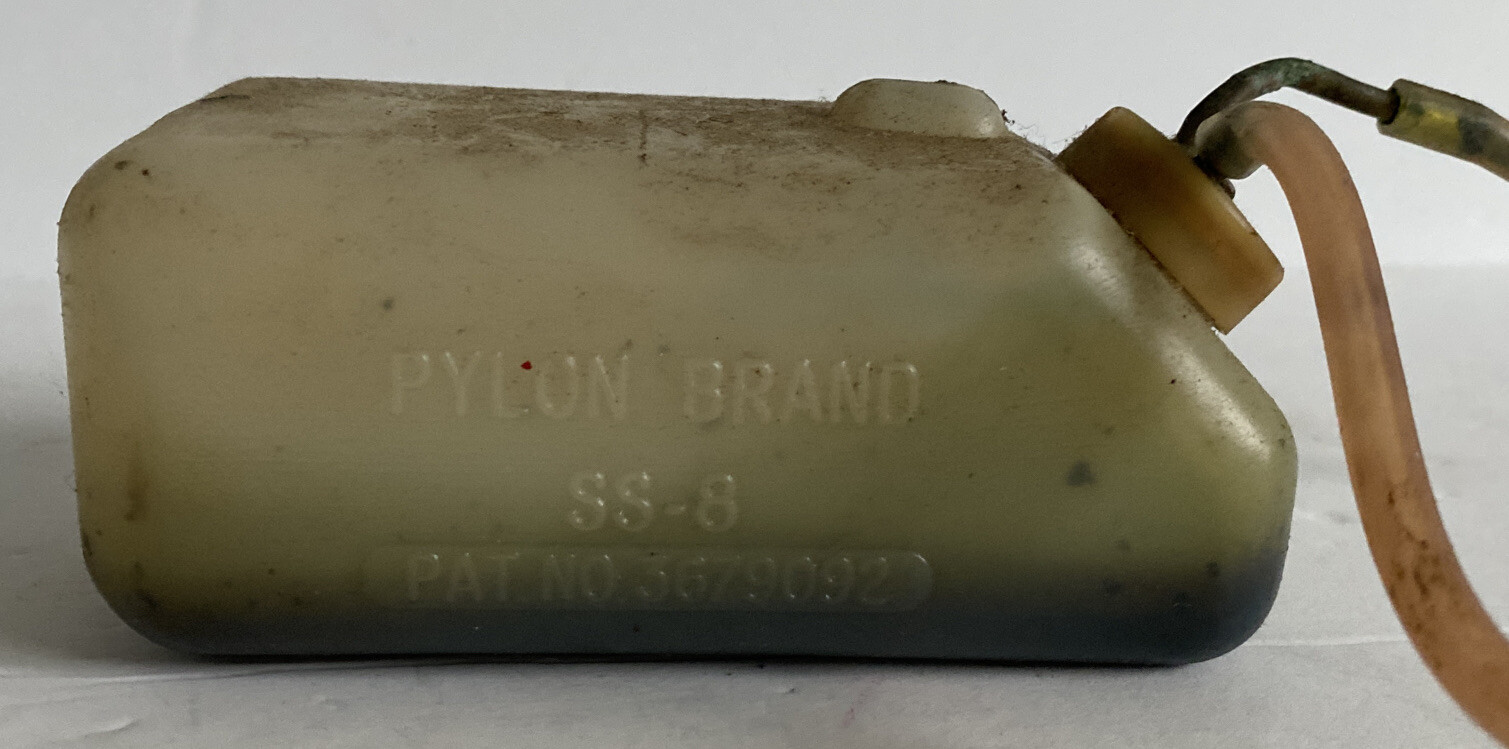 PYLON BRAND
SS-8
PAT. NO. 3679092